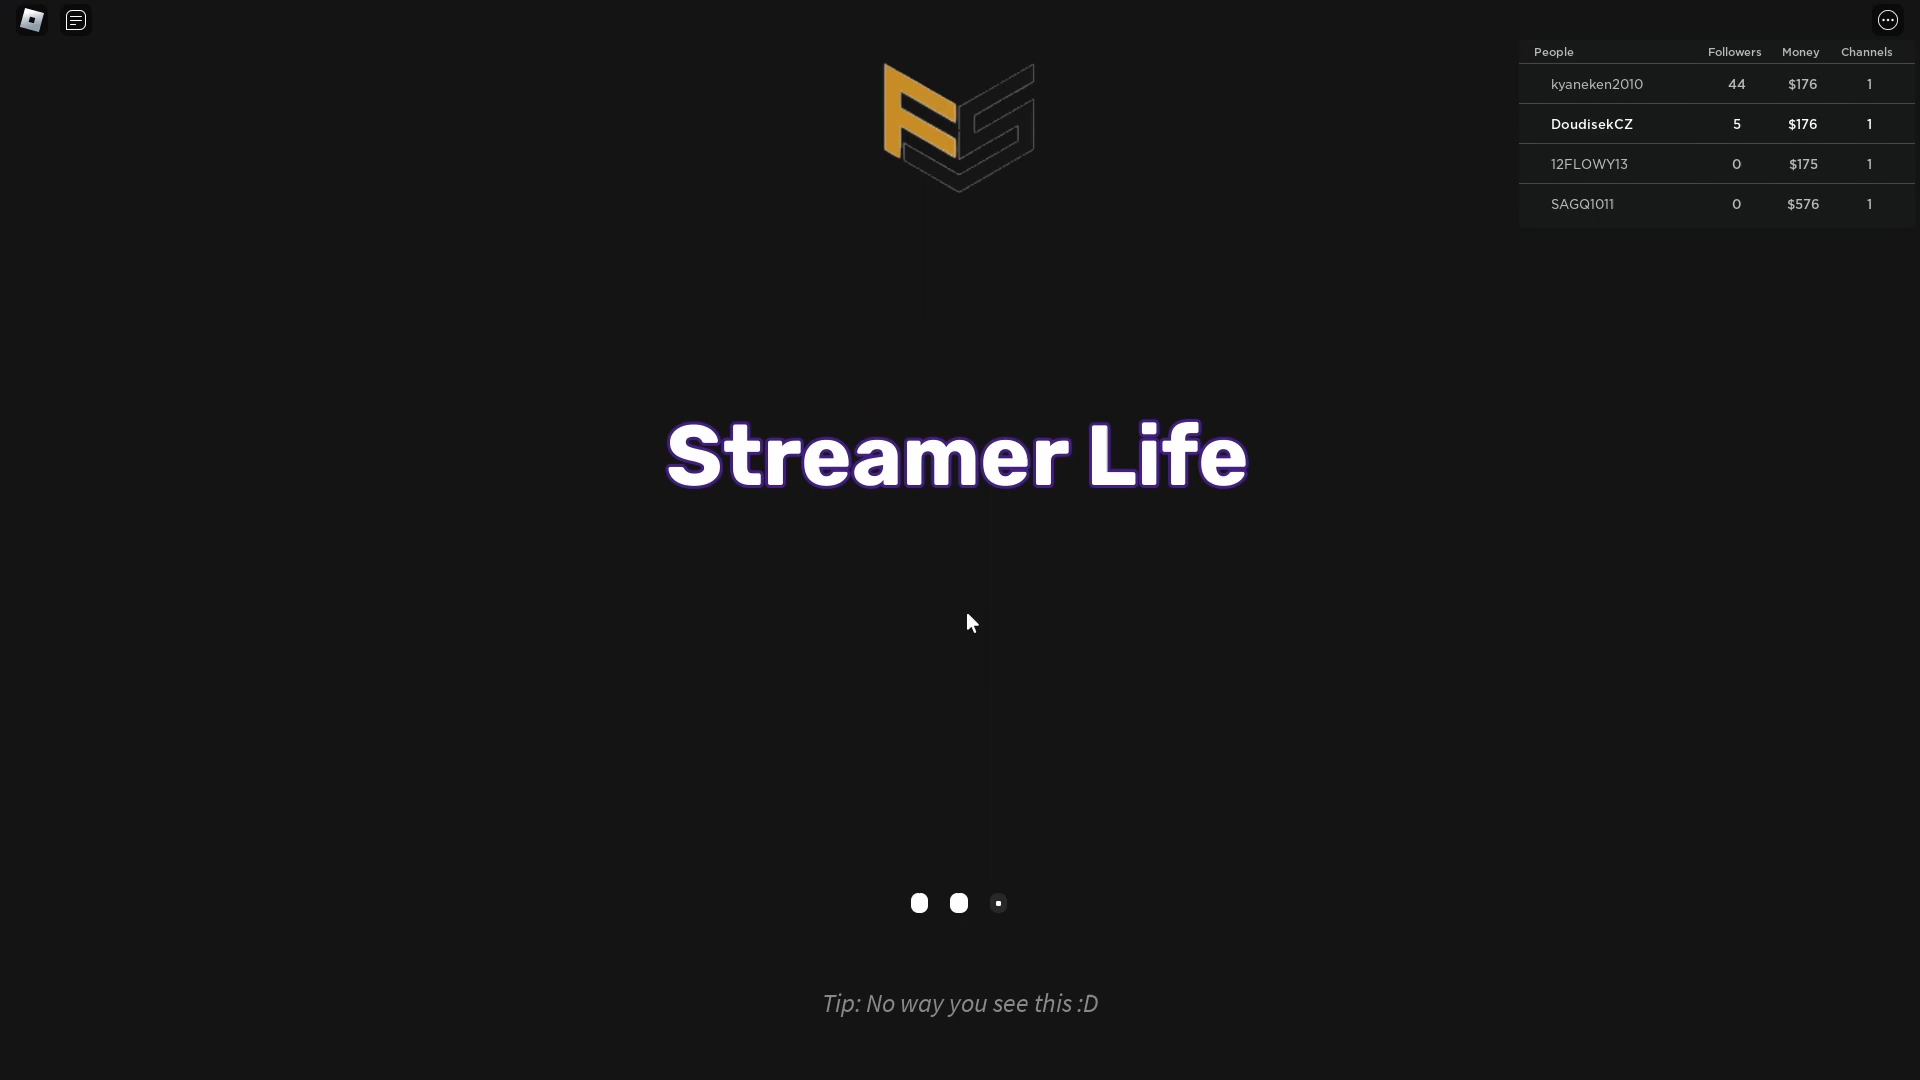 People Followers Money Channels
kyaneken2010 44 $176 1
DoudisekCZ 5 $176 1
12FLOWY13 0 $175 1
SAGQ1011 0 $576 1
FS
Streamer Life
Tip: No way you see this :D